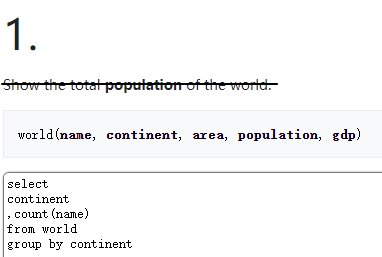 1.
Show the total population of the world.
world(name, continent, area, population, gdp)
select
continent
,count(name)
from world
group by continent